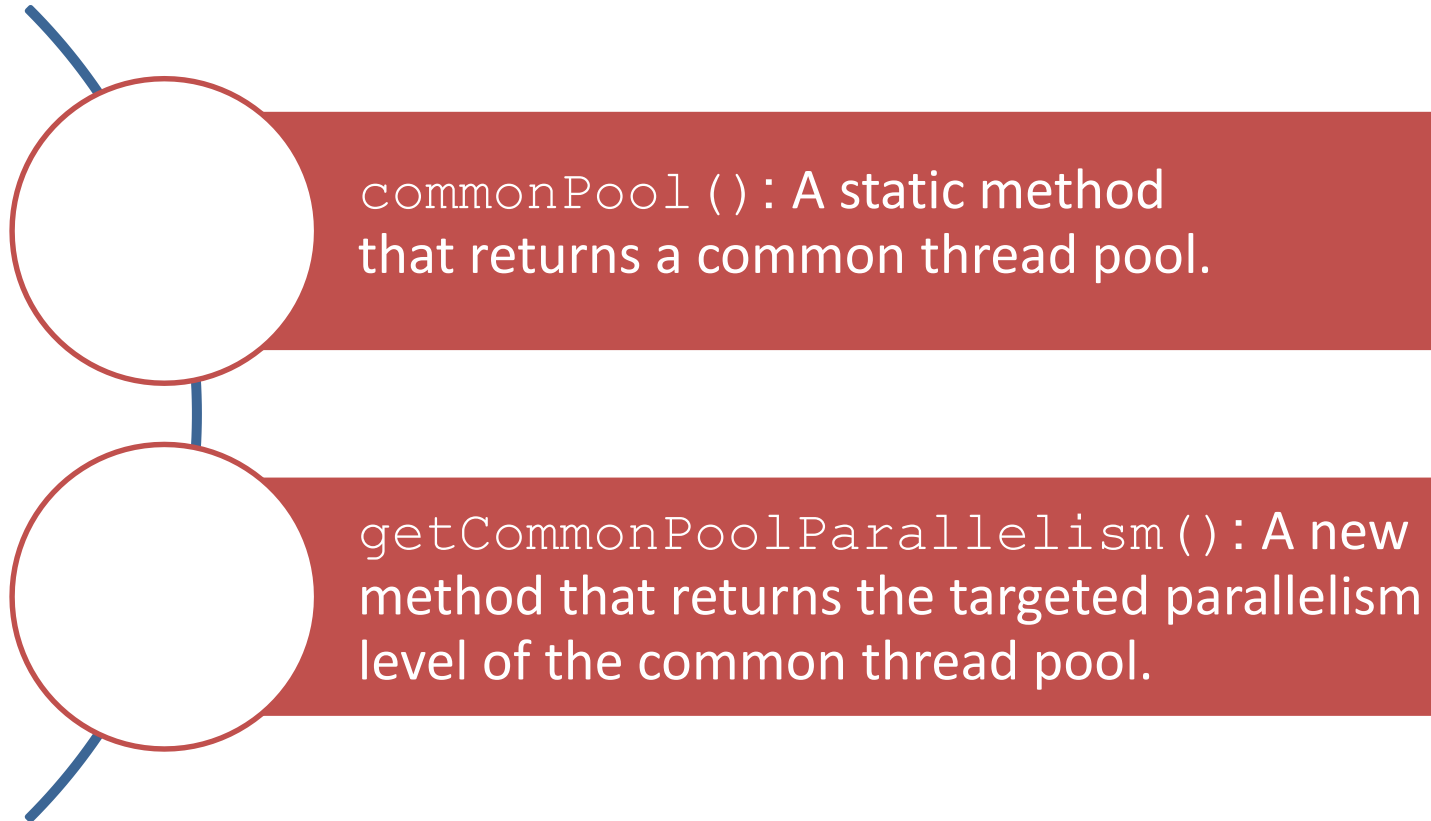 commonPool(): A static method
that returns a common thread pool.
getCommonPoolParallelism(): A new
method that returns the targeted parallelism
level of the common thread pool.